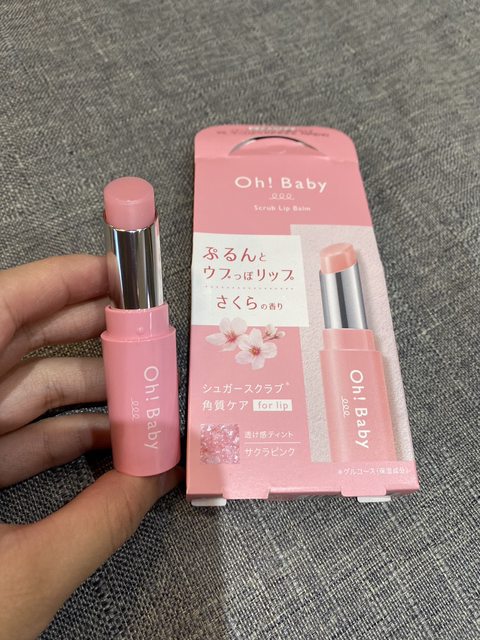 Oh! Baby
Scrub Lip Balm
ぷるんと
ウブっぽリップ
さくらの香り
シュガースクラブ*
角質ケア for lip
透け感ティント
サクラピンク
Oh! Baby
*グルコース(保湿成分)
Oh! Baby